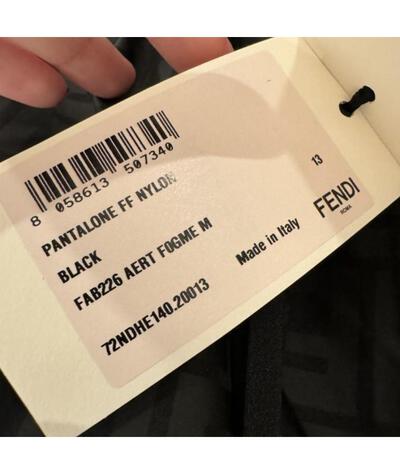 8 058613 507340
PANTALONE FF NYLON
BLACK
FAB226 AERT F0GME M
72NDHE140.20013
Made in Italy
13
FENDI
ROMA